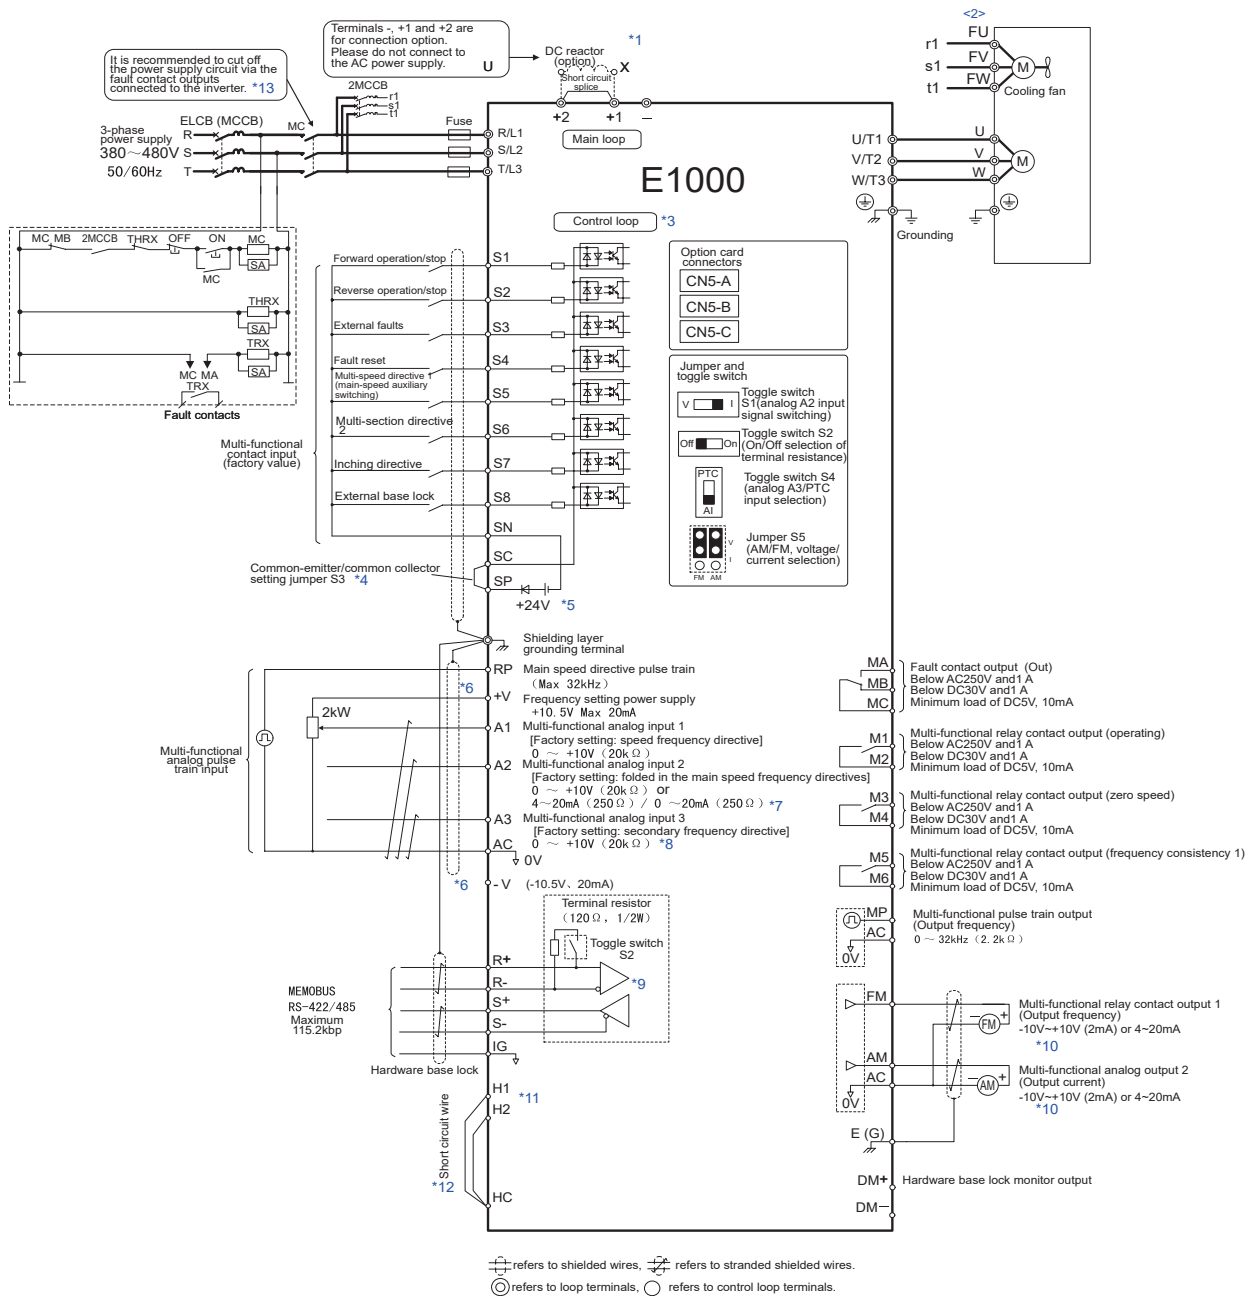 Terminals -, +1 and +2 are
for connection option.
Please do not connect to
the AC power supply.
U
*1
DC reactor
(option)
X
Short circuit
splice
+2
+1
−
Main loop
It is recommended to cut off
the power supply circuit via the
fault contact outputs
connected to the inverter. *13
2MCCB
r1
s1
t1
ELCB (MCCB)
MC
Fuse
3-phase
power supply
380～480V
50/60Hz
R
S
T
R/L1
S/L2
T/L3
E1000
<2>
r1
s1
t1
FU
FV
FW
M
Cooling fan
U/T1
V/T2
W/T3
U
V
W
M
Grounding
MC MB
2MCCB
THRX
OFF
ON
MC
SA
MC
THRX
SA
TRX
SA
MC MA
TRX
Fault contacts
Control loop *3
Multi-functional
contact input
(factory value)
Forward operation/stop
S1
Reverse operation/stop
S2
External faults
S3
Fault reset
S4
Multi-speed directive 1
(main-speed auxiliary
switching)
S5
Multi-section directive
2
S6
Inching directive
S7
External base lock
S8
SN
SC
Common-emitter/common collector
setting jumper S3 *4
SP
+24V *5
Option card
connectors
CN5-A
CN5-B
CN5-C
Jumper and
toggle switch
V
I
Toggle switch
S1(analog A2 input
signal switching)
Off
On
Toggle switch S2
(On/Off selection of
terminal resistance)
PTC
AI
Toggle switch S4
(analog A3/PTC
input selection)
V
I
FM AM
Jumper S5
(AM/FM, voltage/
current selection)
Shielding layer
grounding terminal
Multi-functional
analog pulse
train input
2kW
*6
RP
Main speed directive pulse train
（Max 32kHz）
+V
Frequency setting power supply
+10.5V Max 20mA
A1
Multi-functional analog input 1
[Factory setting: speed frequency directive]
0 ～ +10V（20kΩ）
A2
Multi-functional analog input 2
[Factory setting: folded in the main speed frequency directives]
0 ～ +10V（20kΩ）or
4～20mA（250Ω）/ 0 ～20mA（250Ω）*7
A3
Multi-functional analog input 3
[Factory setting: secondary frequency directive]
0 ～ +10V（20kΩ）*8
AC
0V
*6
- V
(-10.5V、20mA)
Terminal resistor
（120Ω, 1/2W）
Toggle switch
S2
MEMOBUS
RS-422/485
Maximum
115.2kbp
R+
R-
*9
S+
S-
IG
Hardware base lock
H1
*11
H2
Short circuit wire
*12
HC
MA
MB
MC
Fault contact output (Out)
Below AC250V and1 A
Below DC30V and1 A
Minimum load of DC5V, 10mA
M1
M2
Multi-functional relay contact output (operating)
Below AC250V and1 A
Below DC30V and1 A
Minimum load of DC5V, 10mA
M3
M4
Multi-functional relay contact output (zero speed)
Below AC250V and1 A
Below DC30V and1 A
Minimum load of DC5V, 10mA
M5
M6
Multi-functional relay contact output (frequency consistency 1)
Below AC250V and1 A
Below DC30V and1 A
Minimum load of DC5V, 10mA
MP
AC
0V
Multi-functional pulse train output
(Output frequency)
0 ～ 32kHz（2.2kΩ）
FM
− FM +
Multi-functional relay contact output 1
(Output frequency)
-10V~+10V (2mA) or 4~20mA
*10
AM
AC
0V
− AM +
Multi-functional analog output 2
(Output current)
-10V~+10V (2mA) or 4~20mA
*10
E (G)
DM+
Hardware base lock monitor output
DM−
refers to shielded wires, refers to stranded shielded wires.
refers to loop terminals, refers to control loop terminals.